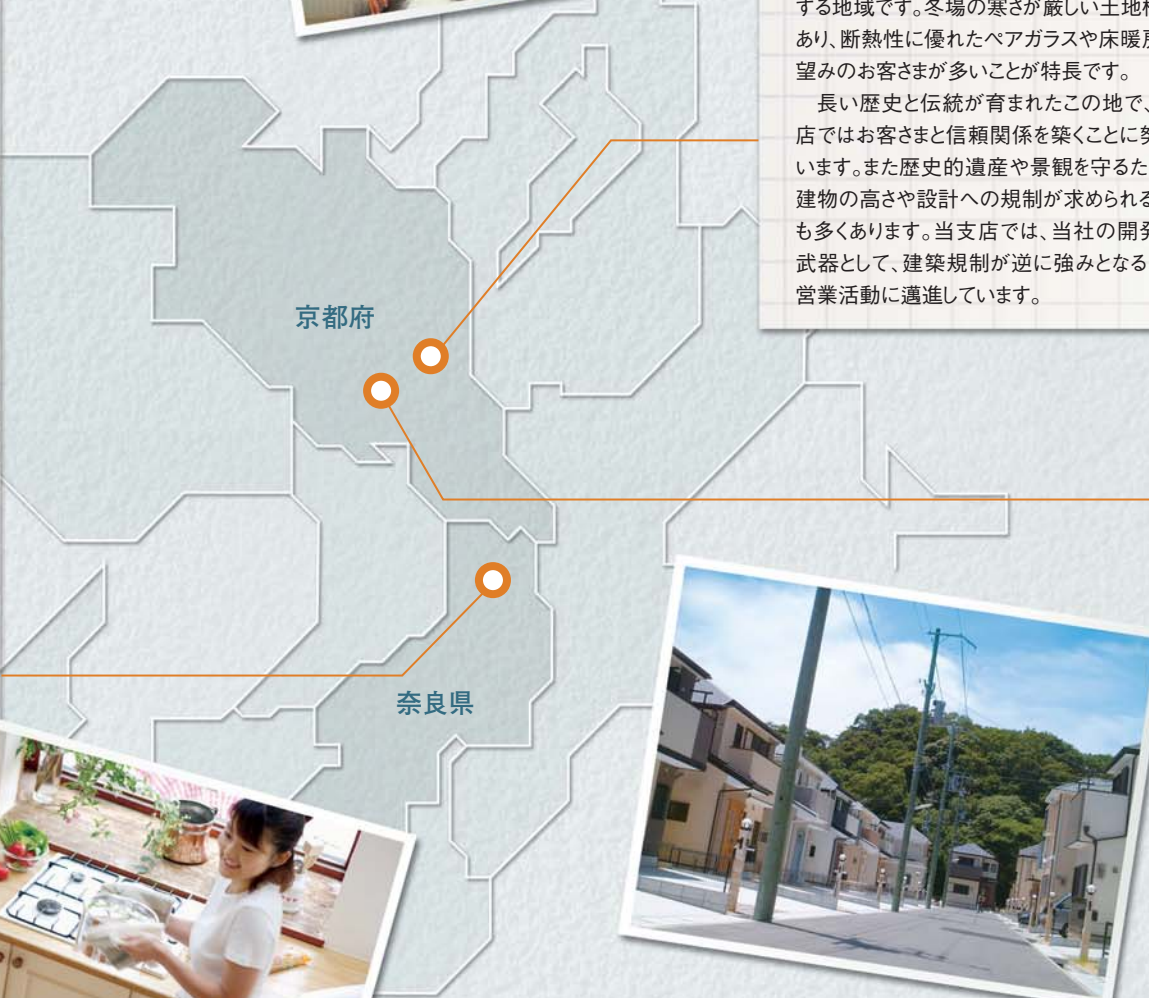 する地域です。冬場の寒さが厳しい土地
あり、断熱性に優れたペアガラスや床暖
望みのお客さまが多いことが特長です。
長い歴史と伝統が育まれたこの地で、
店ではお客さまと信頼関係を築くことに
います。また歴史的遺産や景観を守るた
建物の高さや設計への規制が求められる
も多くあります。当支店では、当社の開発
武器として、建築規制が逆に強みとなる
営業活動に邁進しています。
京都府
奈良県